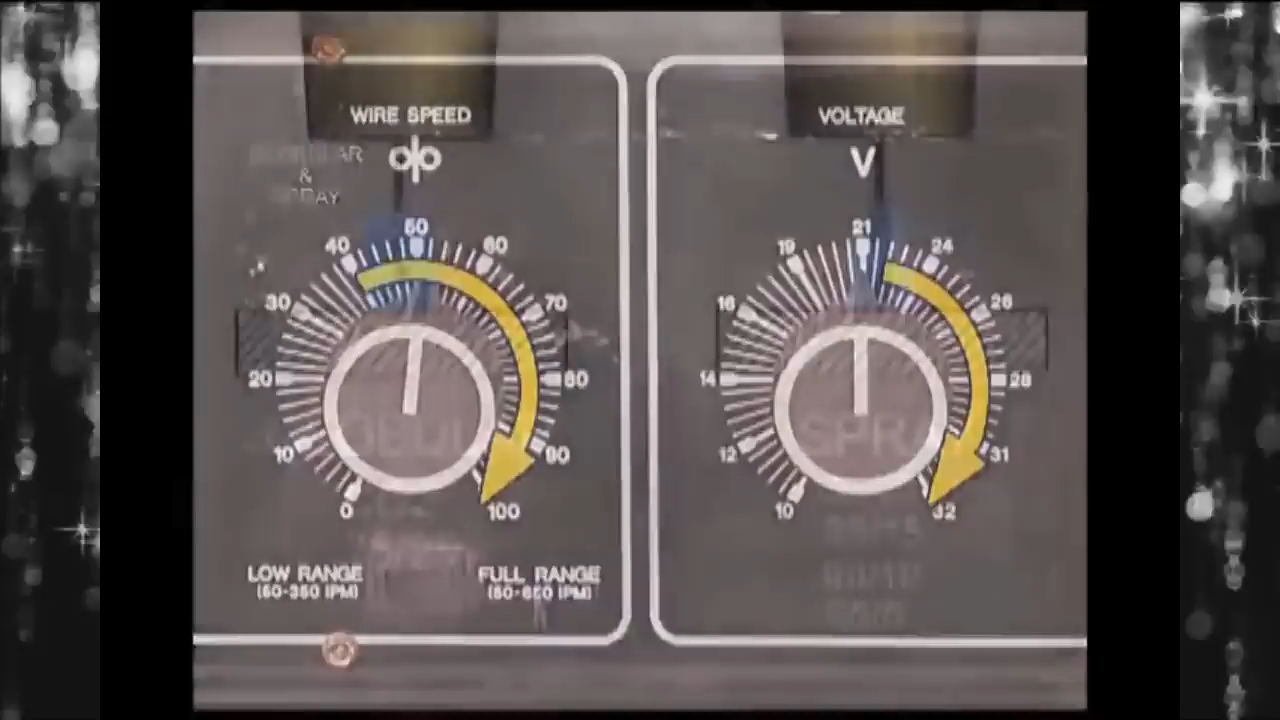 WIRE SPEED
40
50
60
30
70
20
80
10
90
0
100
LOW RANGE
(50-350 IPM)
FULL RANGE
(50-650 IPM)
VOLTAGE
V
19
21
24
16
26
14
28
12
31
10
32
SPRA